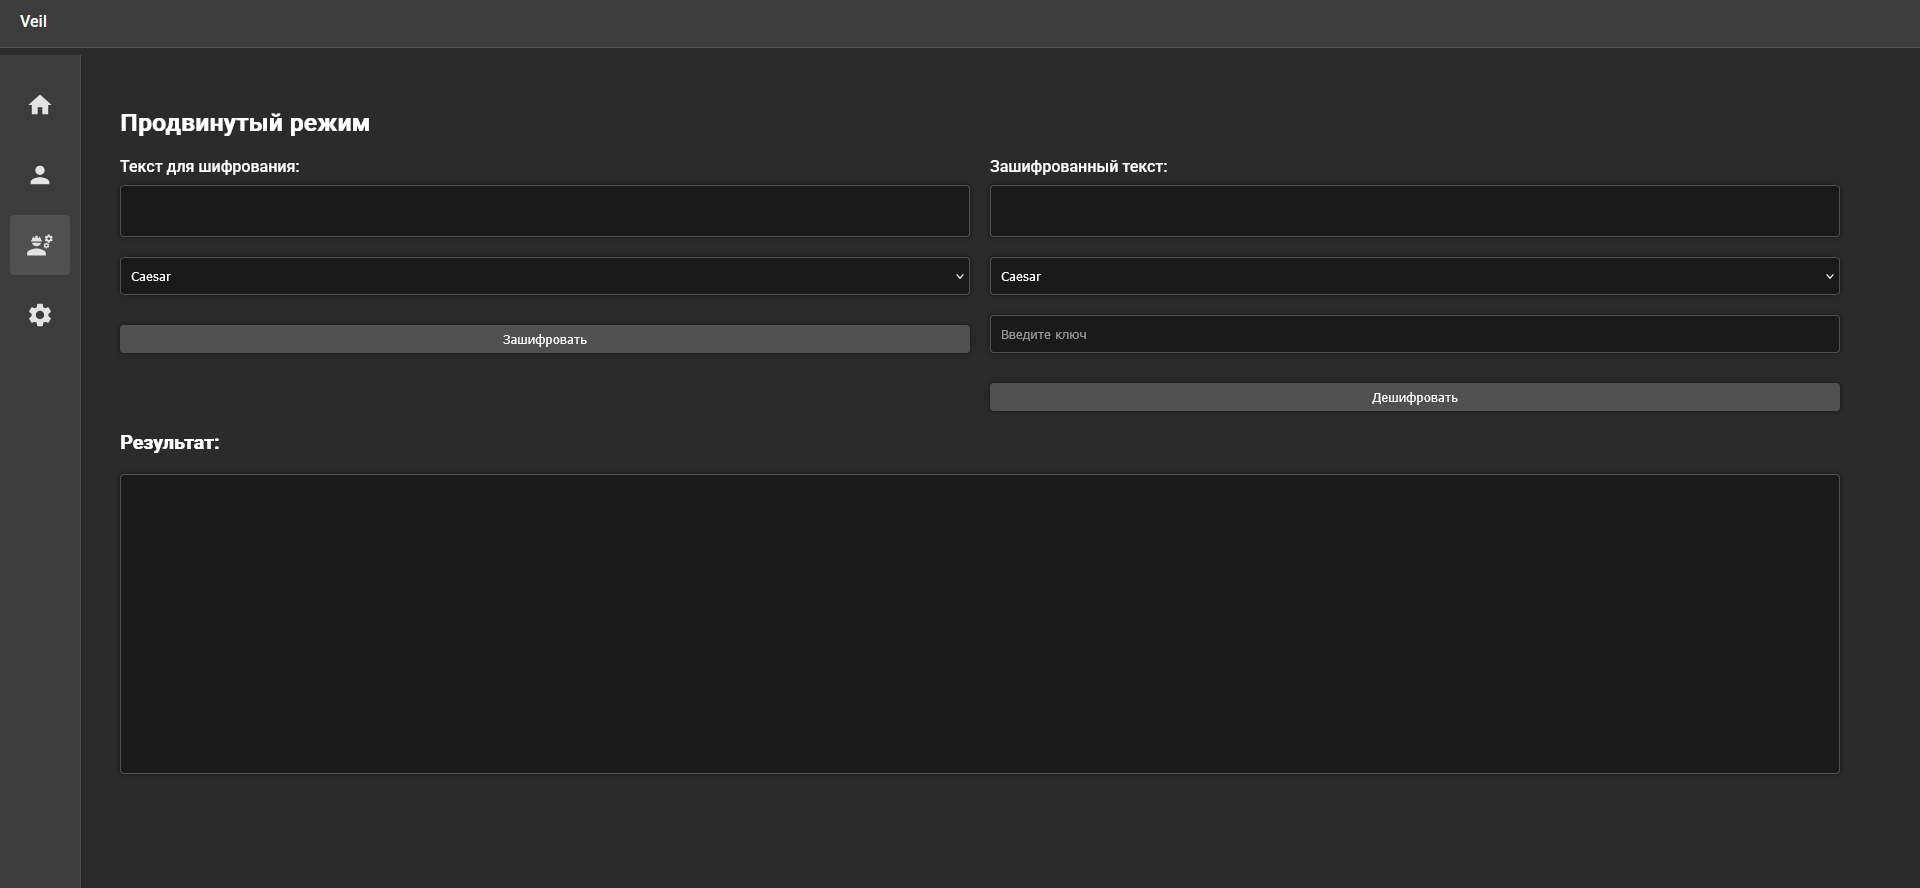 Veil
Продвинутый режим
Текст для шифрования:
Caesar
Зашифровать
Зашифрованный текст:
Caesar
Введите ключ
Дешифровать
Результат: